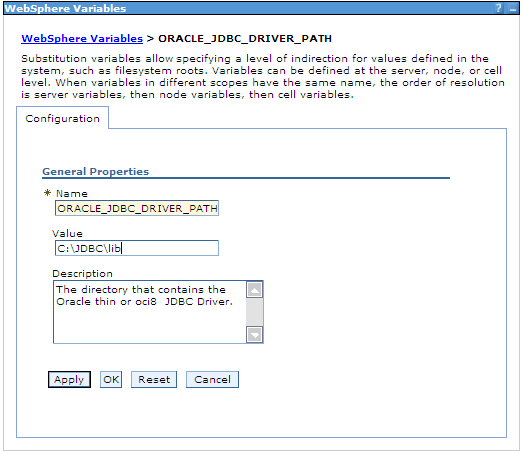 WebSphere Variables ? _
WebSphere Variables > ORACLE_JDBC_DRIVER_PATH
Substitution variables allow specifying a level of indirection for values defined in the
system, such as filesystem roots. Variables can be defined at the server, node, or cell
level. When variables in different scopes have the same name, the order of resolution
is server variables, then node variables, then cell variables.
Configuration
General Properties
* Name
ORACLE_JDBC_DRIVER_PATH
Value
C:\JDBC\lib
Description
The directory that contains the
Oracle thin or oci8 JDBC Driver.
Apply OK Reset Cancel